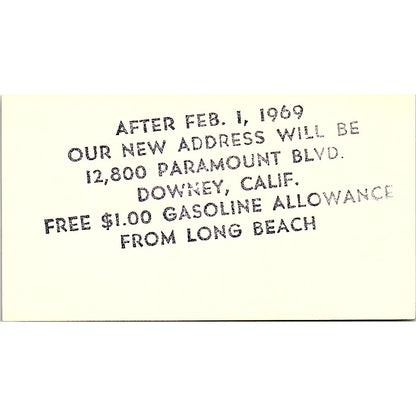 AFTER FEB. 1, 1969
OUR NEW ADDRESS WILL BE
12,800 PARAMOUNT BLVD.
DOWNEY, CALIF.
FREE $1.00 GASOLINE ALLOWANCE
FROM LONG BEACH